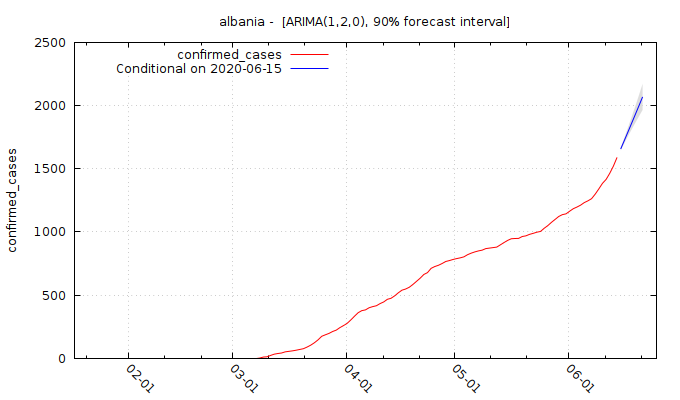 albania -  [ARIMA(1,2,0), 90% forecast interval]
confirmed_cases
Conditional on 2020-06-15
2500
2000
1500
1000
500
0
confirmed_cases
02-01
03-01
04-01
05-01
06-01